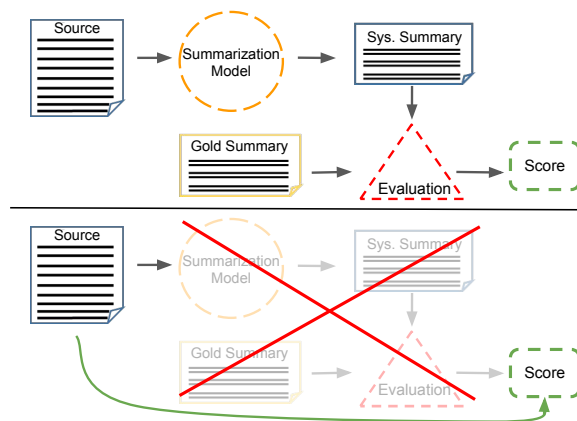 Source
Summarization
Model
Sys. Summary
Gold Summary
Evaluation
Score
Source
Summarization
Model
Sys. Summary
Gold Summary
Evaluation
Score